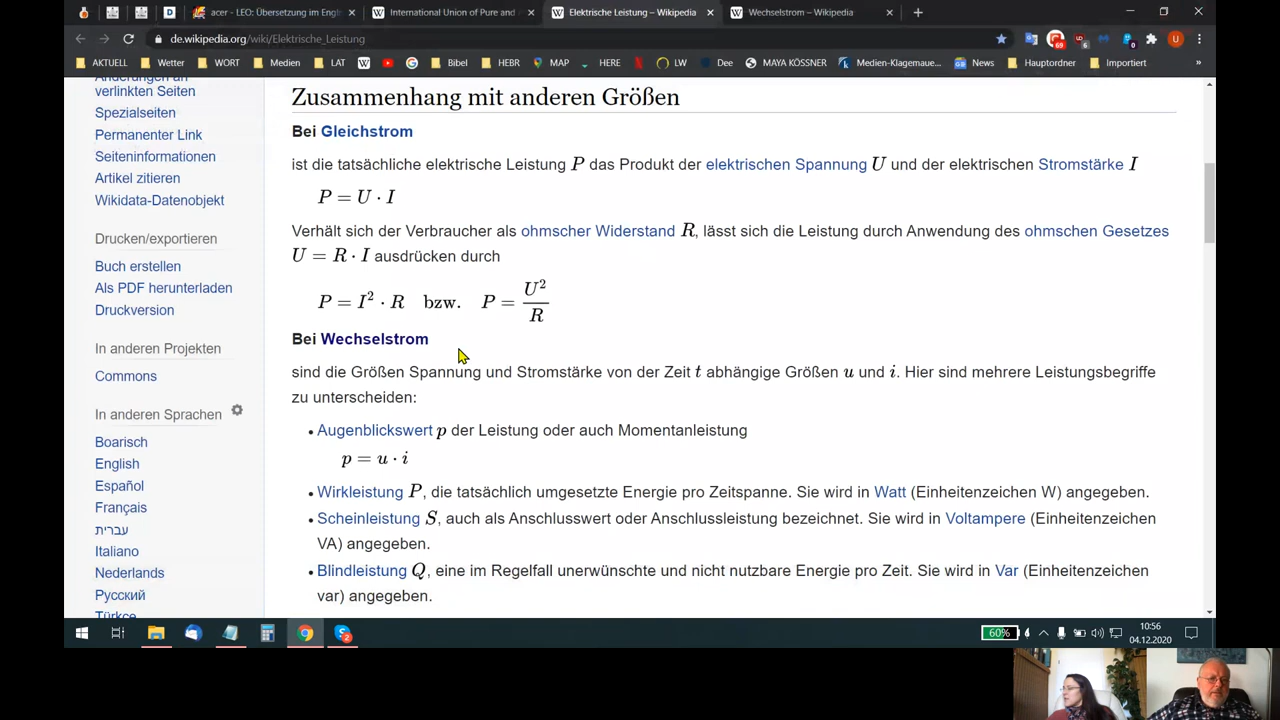 acer - LEO: Übersetzung im Engl
International Union of Pure and
Elektrische Leistung – Wikipedia
Wechselstrom – Wikipedia
de.wikipedia.org/wiki/Elektrische_Leistung
69
6
0
U
AKTUELL
Wetter
WORT
Medien
LAT
W
G
Bibel
HEBR
MAP
HERE
LW
Dee
MAYA KÖSSNER
Medien-Klagemaue...
News
Hauptordner
Importiert
»
Änderungen an
verlinkten Seiten
Spezialseiten
Permanenter Link
Seiteninformationen
Artikel zitieren
Wikidata-Datenobjekt
Drucken/exportieren
Buch erstellen
Als PDF herunterladen
Druckversion
In anderen Projekten
Commons
In anderen Sprachen
Boarisch
English
Español
Français
עברית
Italiano
Nederlands
Русский
Türkçe
Zusammenhang mit anderen Größen
Bei Gleichstrom
ist die tatsächliche elektrische Leistung P das Produkt der elektrischen Spannung U und der elektrischen Stromstärke I
P = U · I
Verhält sich der Verbraucher als ohmscher Widerstand R, lässt sich die Leistung durch Anwendung des ohmschen Gesetzes
U = R · I ausdrücken durch
P = I² · R bzw. P = U²/R
Bei Wechselstrom
sind die Größen Spannung und Stromstärke von der Zeit t abhängige Größen u und i. Hier sind mehrere Leistungsbegriffe
zu unterscheiden:
• Augenblickswert p der Leistung oder auch Momentanleistung
p = u · i
• Wirkleistung P, die tatsächlich umgesetzte Energie pro Zeitspanne. Sie wird in Watt (Einheitenzeichen W) angegeben.
• Scheinleistung S, auch als Anschlusswert oder Anschlussleistung bezeichnet. Sie wird in Voltampere (Einheitenzeichen
VA) angegeben.
• Blindleistung Q, eine im Regelfall unerwünschte und nicht nutzbare Energie pro Zeit. Sie wird in Var (Einheitenzeichen
var) angegeben.
60%
10:56
04.12.2020